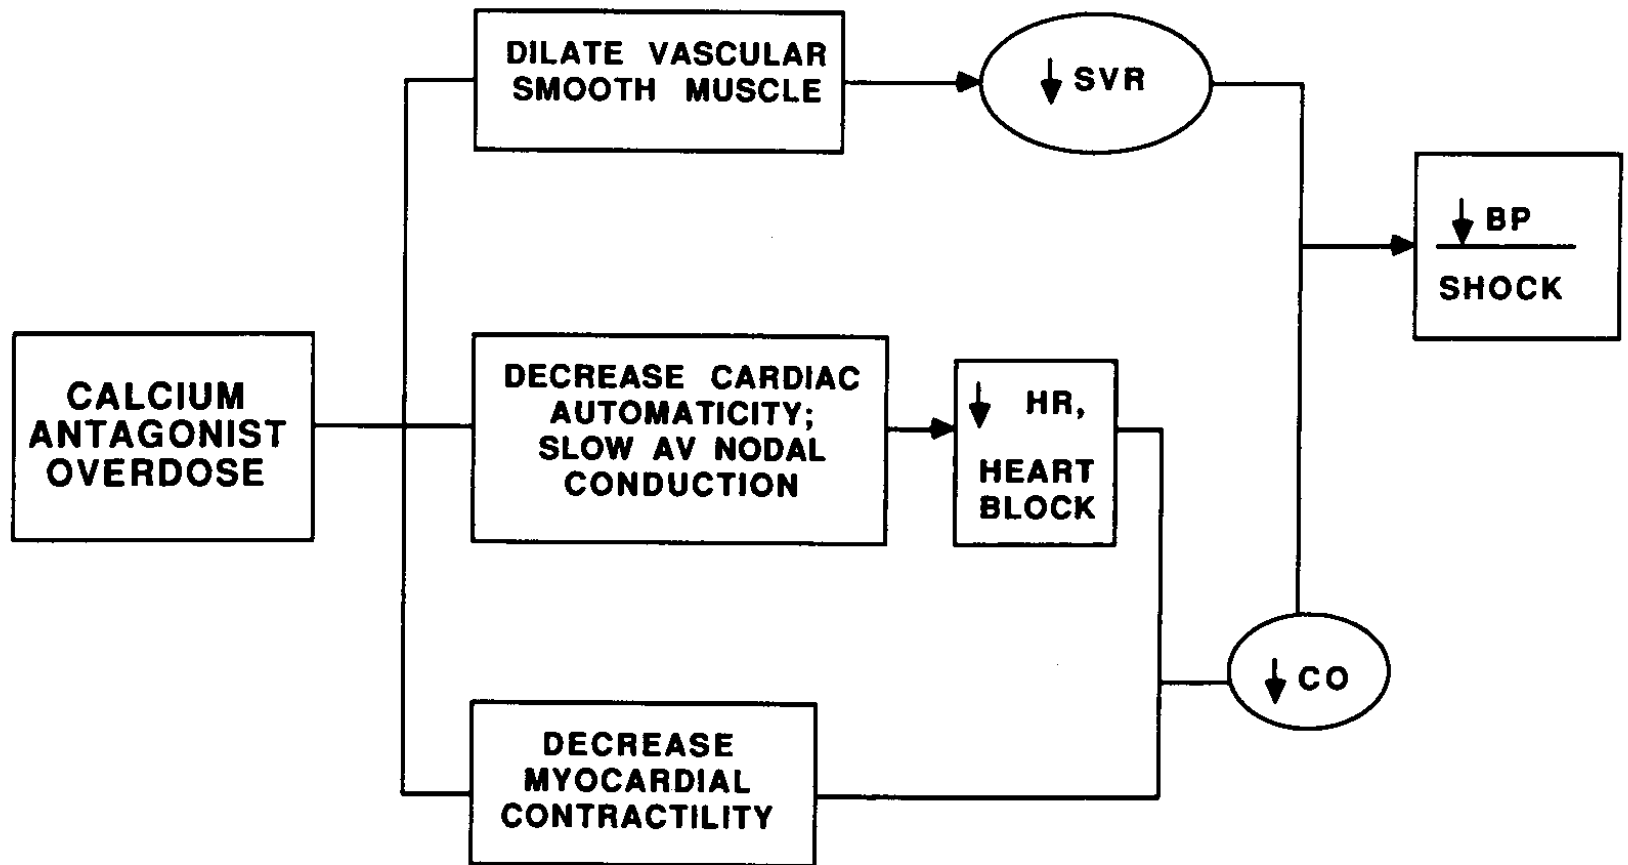 DILATE VASCULAR
SMOOTH MUSCLE
↓ SVR
↓ BP
SHOCK
CALCIUM
ANTAGONIST
OVERDOSE
DECREASE CARDIAC
AUTOMATICITY;
SLOW AV NODAL
CONDUCTION
↓ HR,
HEART
BLOCK
↓ CO
DECREASE
MYOCARDIAL
CONTRACTILITY